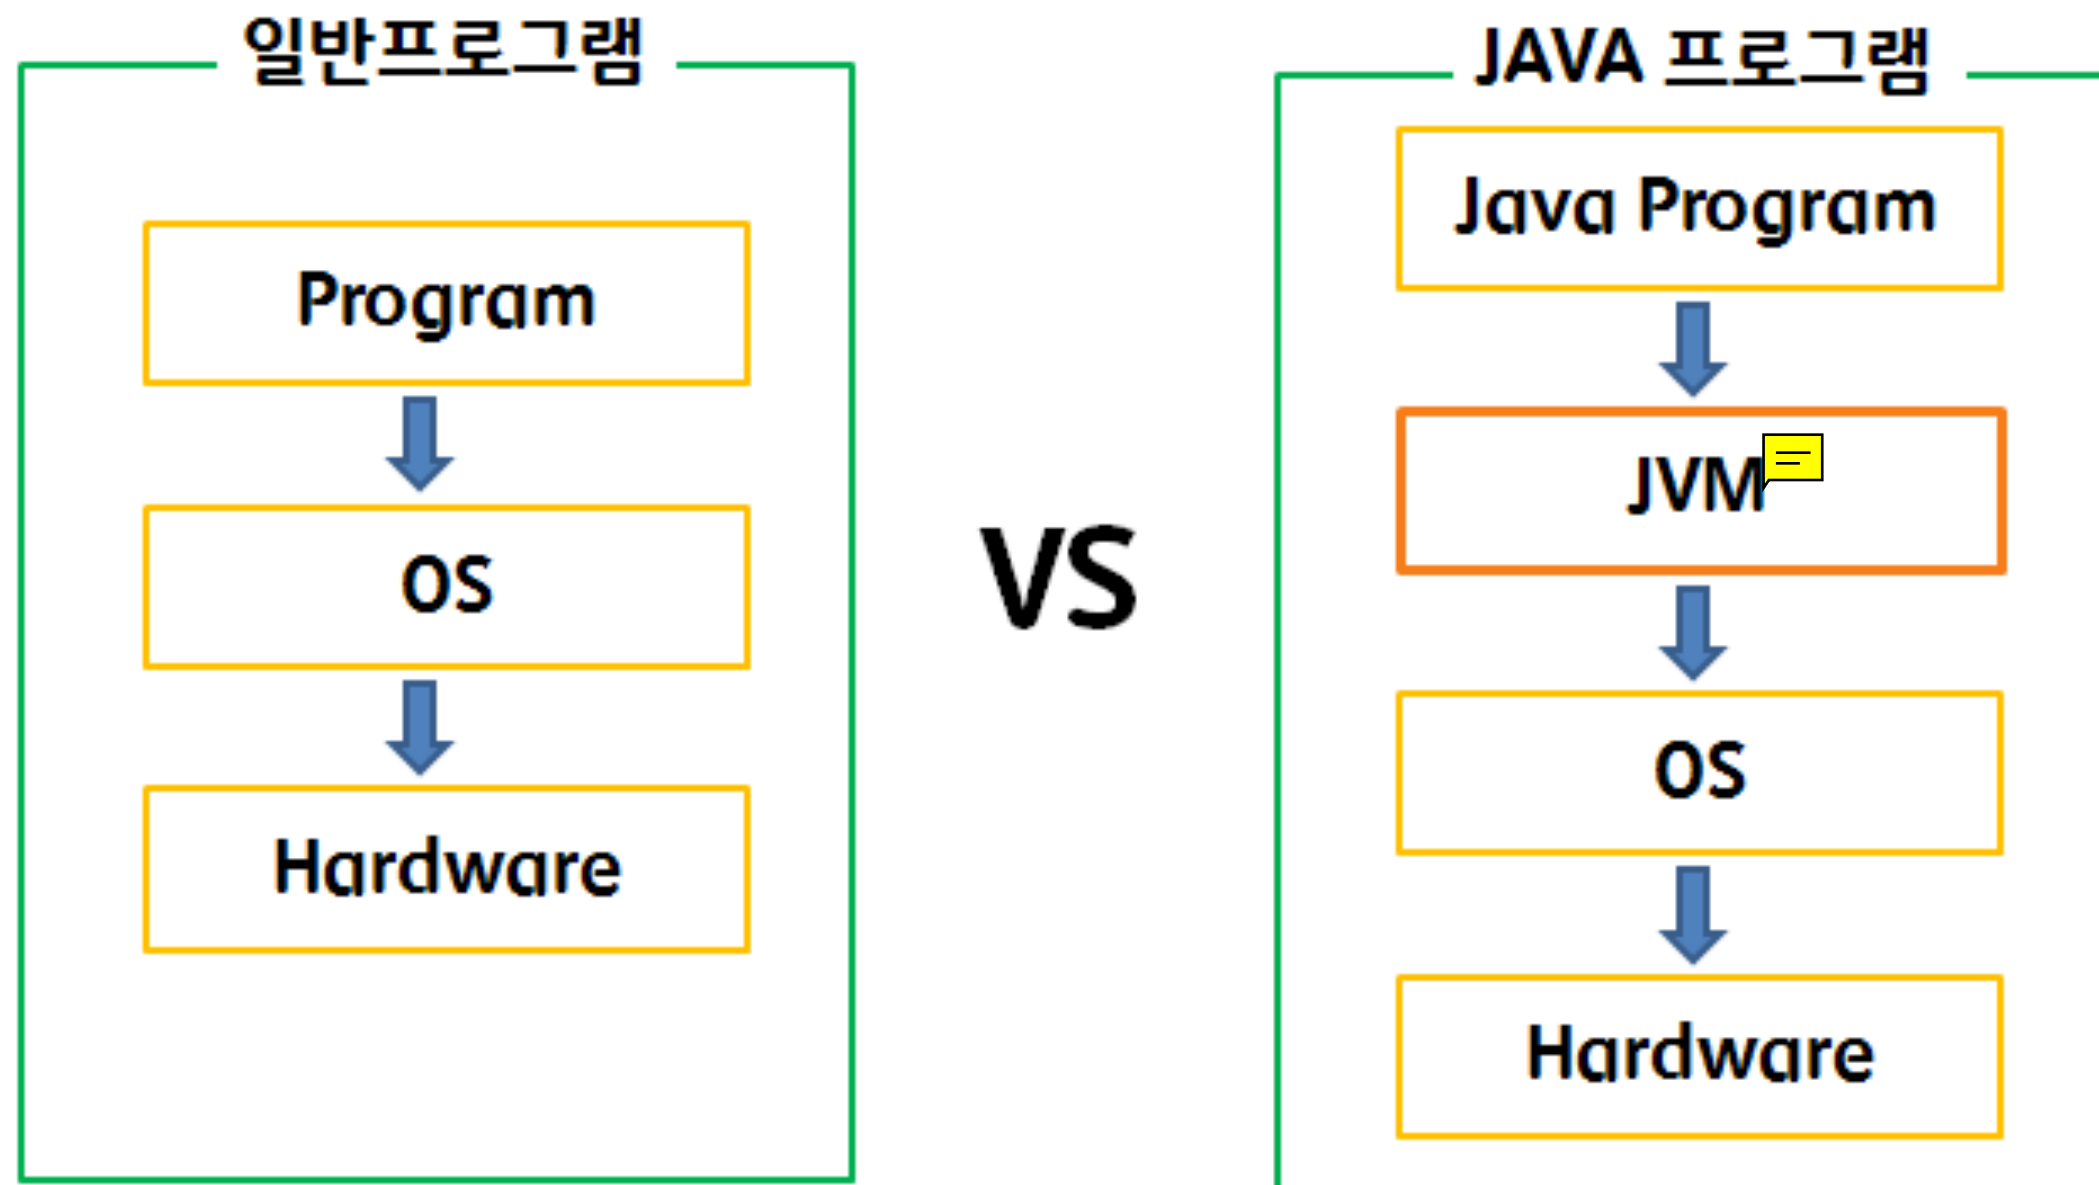 일반프로그램
Program
OS
Hardware
VS
JAVA 프로그램
Java Program
JVM
OS
Hardware